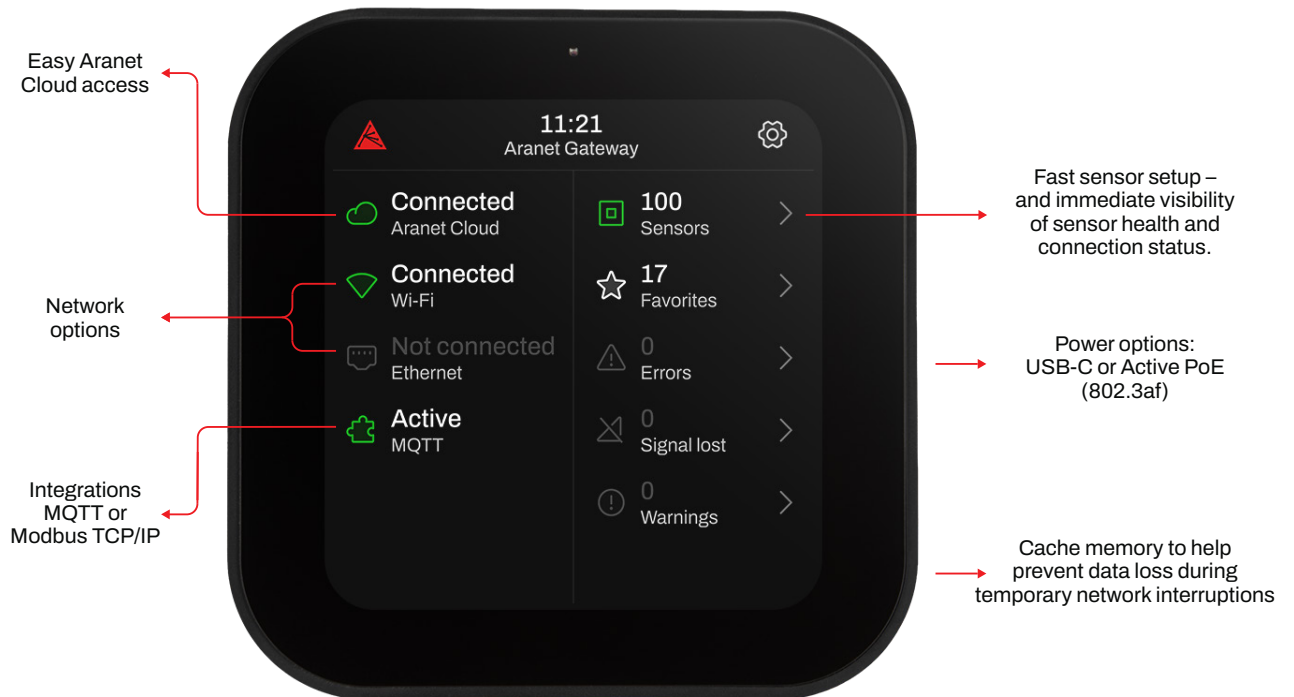 Easy Aranet
Cloud access
Network
options
Integrations
MQTT or
Modbus TCP/IP
11:21
Aranet Gateway
Connected
Aranet Cloud
Connected
Wi-Fi
Not connected
Ethernet
Active
MQTT
100
Sensors
17
Favorites
0
Errors
0
Signal lost
0
Warnings
Fast sensor setup –
and immediate visibility
of sensor health and
connection status.
Power options:
USB-C or Active PoE
(802.3af)
Cache memory to help
prevent data loss during
temporary network interruptions